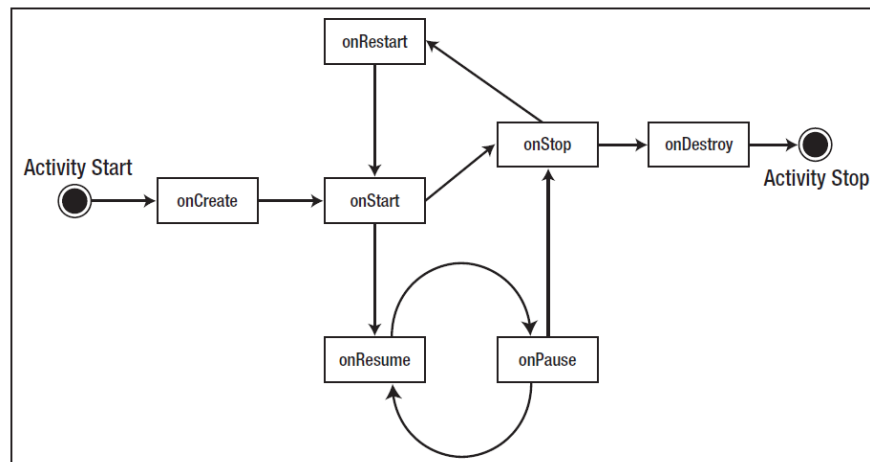 onRestart
onStop
onDestroy
Activity Start
Activity Stop
onCreate
onStart
onResume
onPause